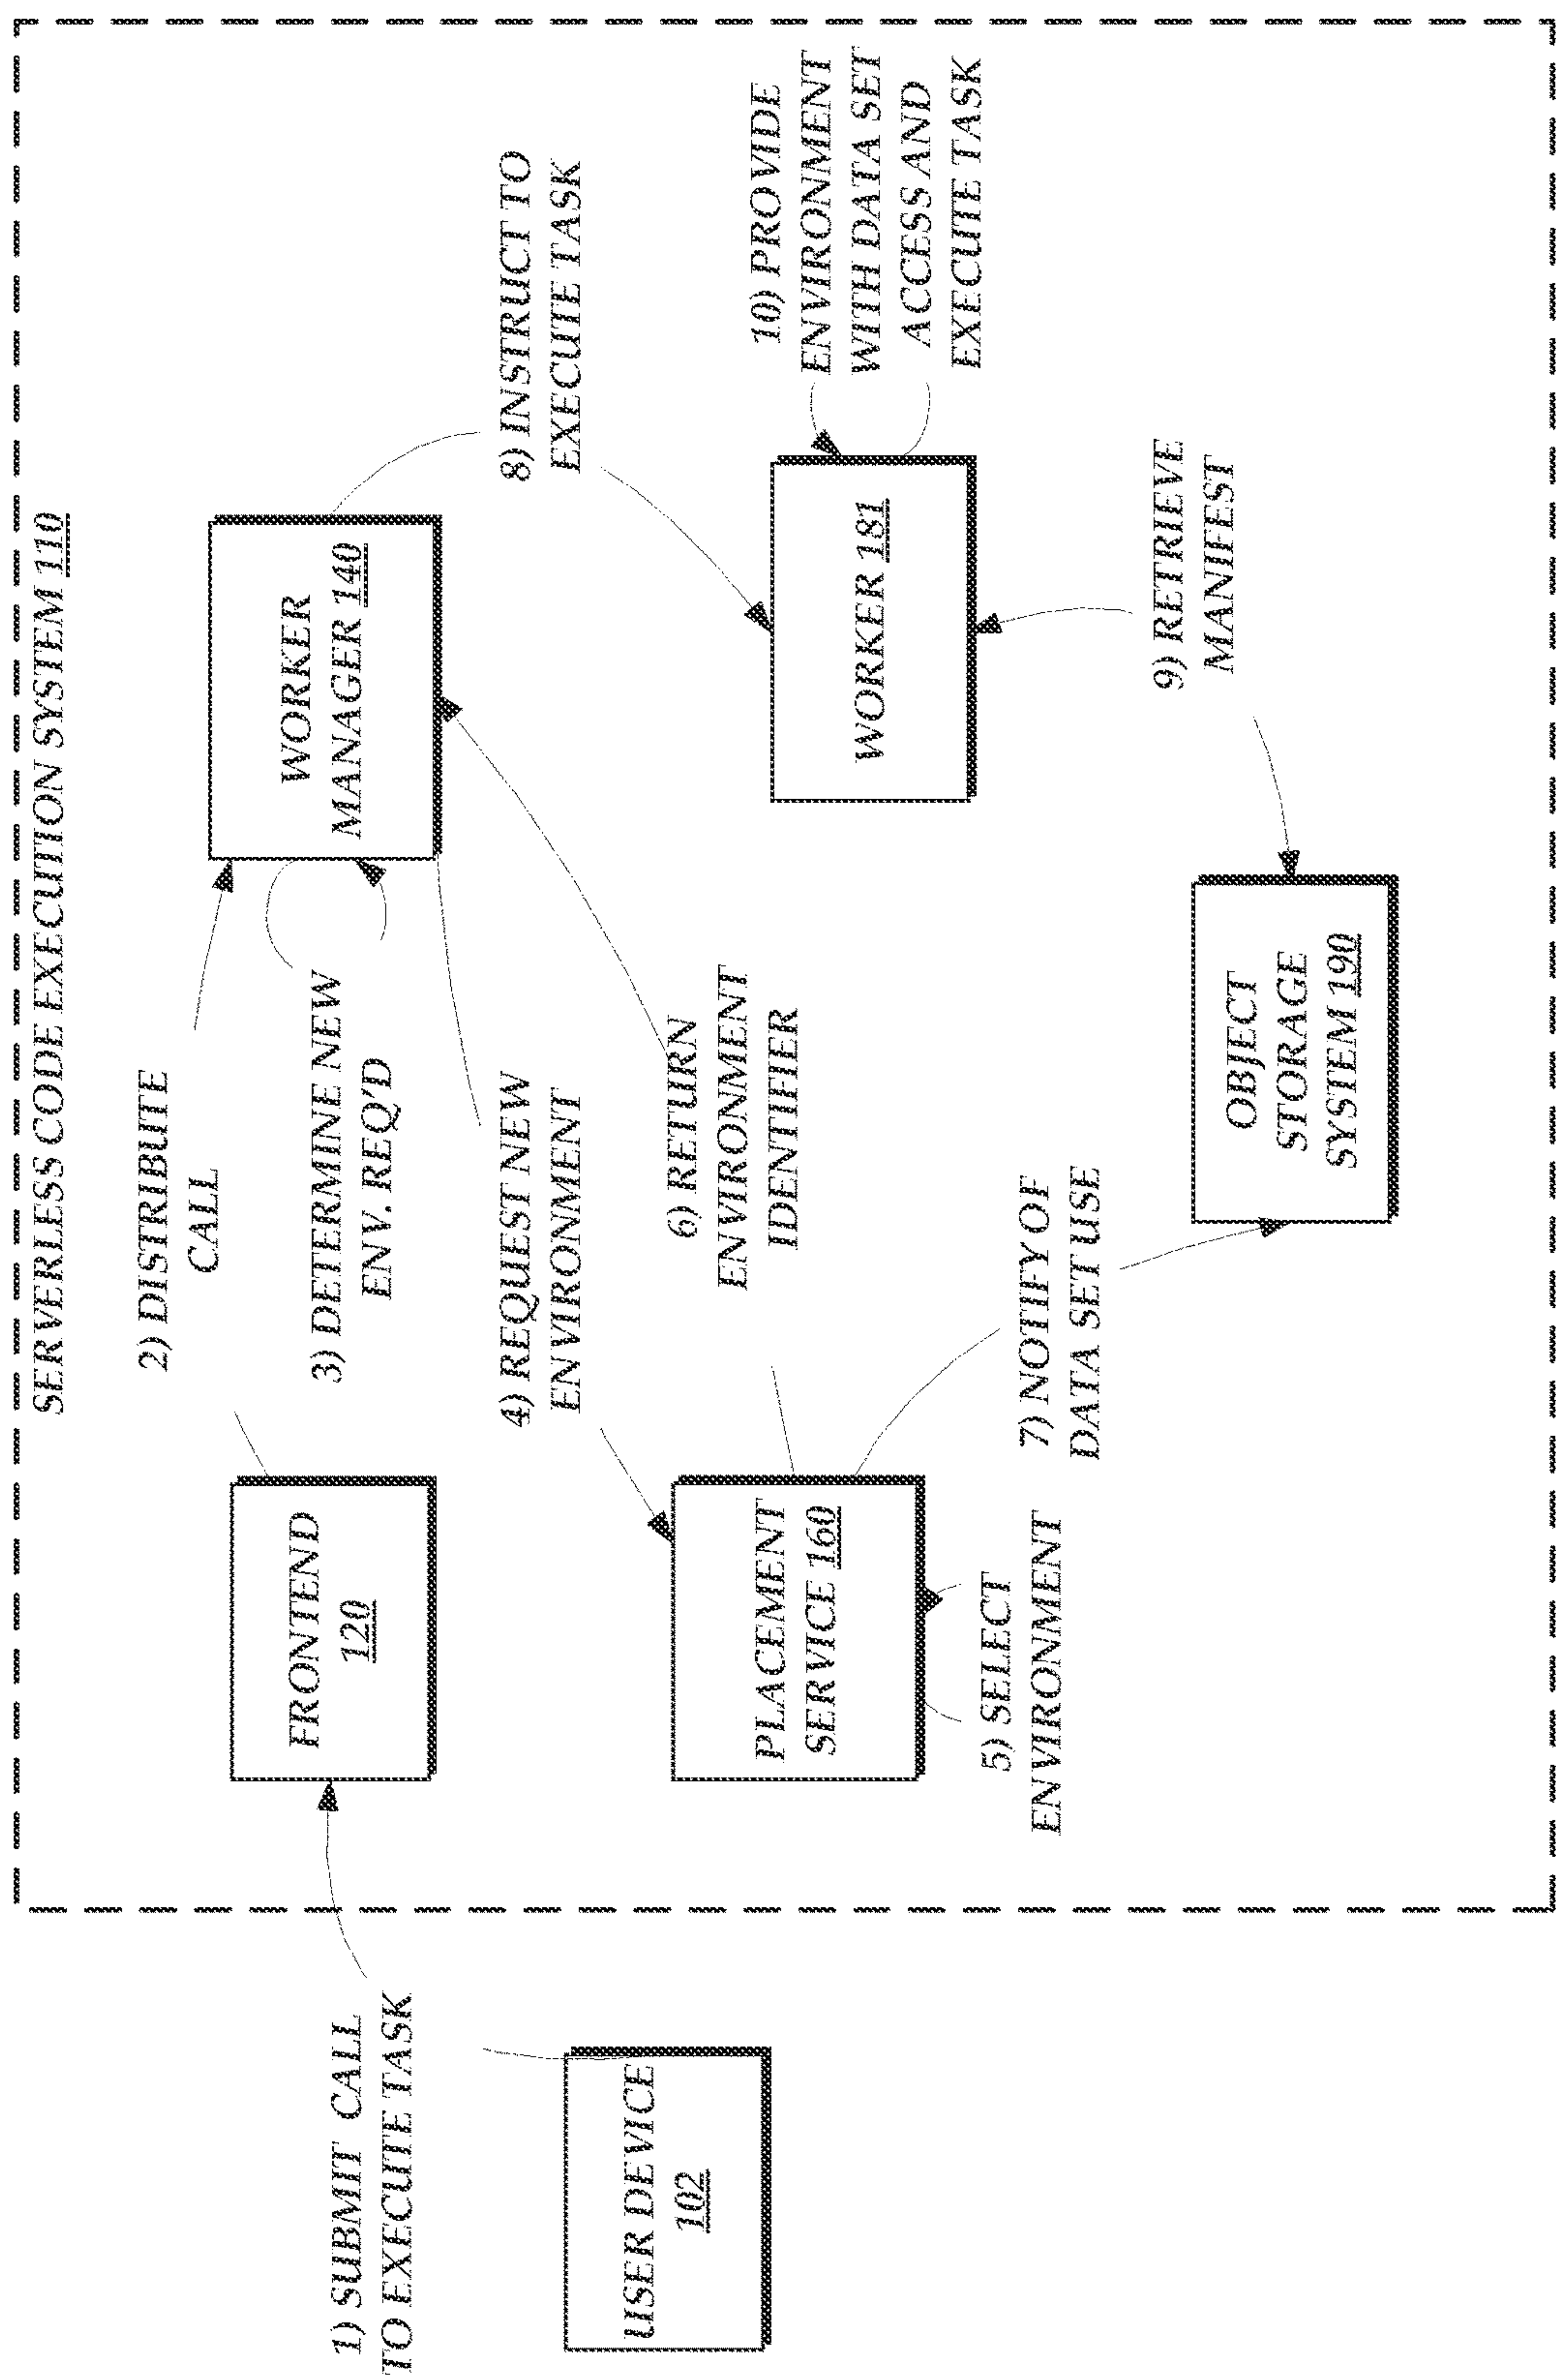 SERVERLESS CODE EXECUTION SYSTEM 110
1) SUBMIT CALL
TO EXECUTE TASK
USER DEVICE
102
FRONTEND
120
2) DISTRIBUTE
CALL
WORKER
MANAGER 140
3) DETERMINE NEW
ENV. REQ'D
4) REQUEST NEW
ENVIRONMENT
PLACEMENT
SERVICE 160
5) SELECT
ENVIRONMENT
6) RETURN
ENVIRONMENT
IDENTIFIER
7) NOTIFY OF
DATA SET USE
OBJECT
STORAGE
SYSTEM 190
8) INSTRUCT TO
EXECUTE TASK
WORKER 181
9) RETRIEVE
MANIFEST
10) PROVIDE
ENVIRONMENT
WITH DATA SET
ACCESS AND
EXECUTE TASK